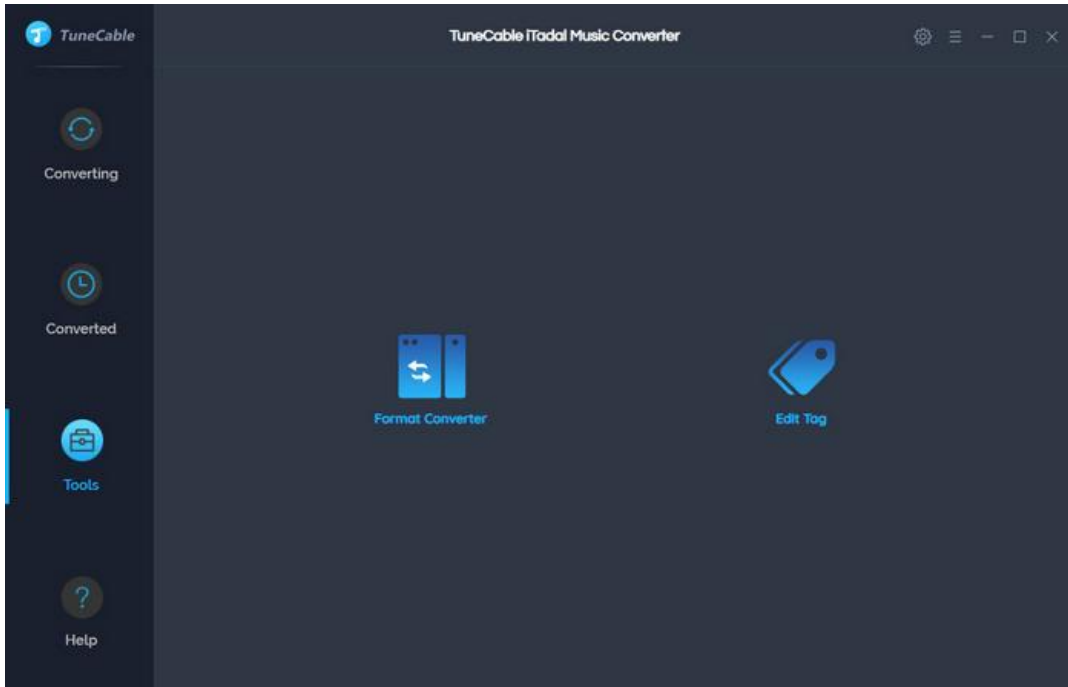 TuneCable
TuneCable iTadal Music Converter
Converting
Converted
Format Converter
Edit Tag
Tools
Help